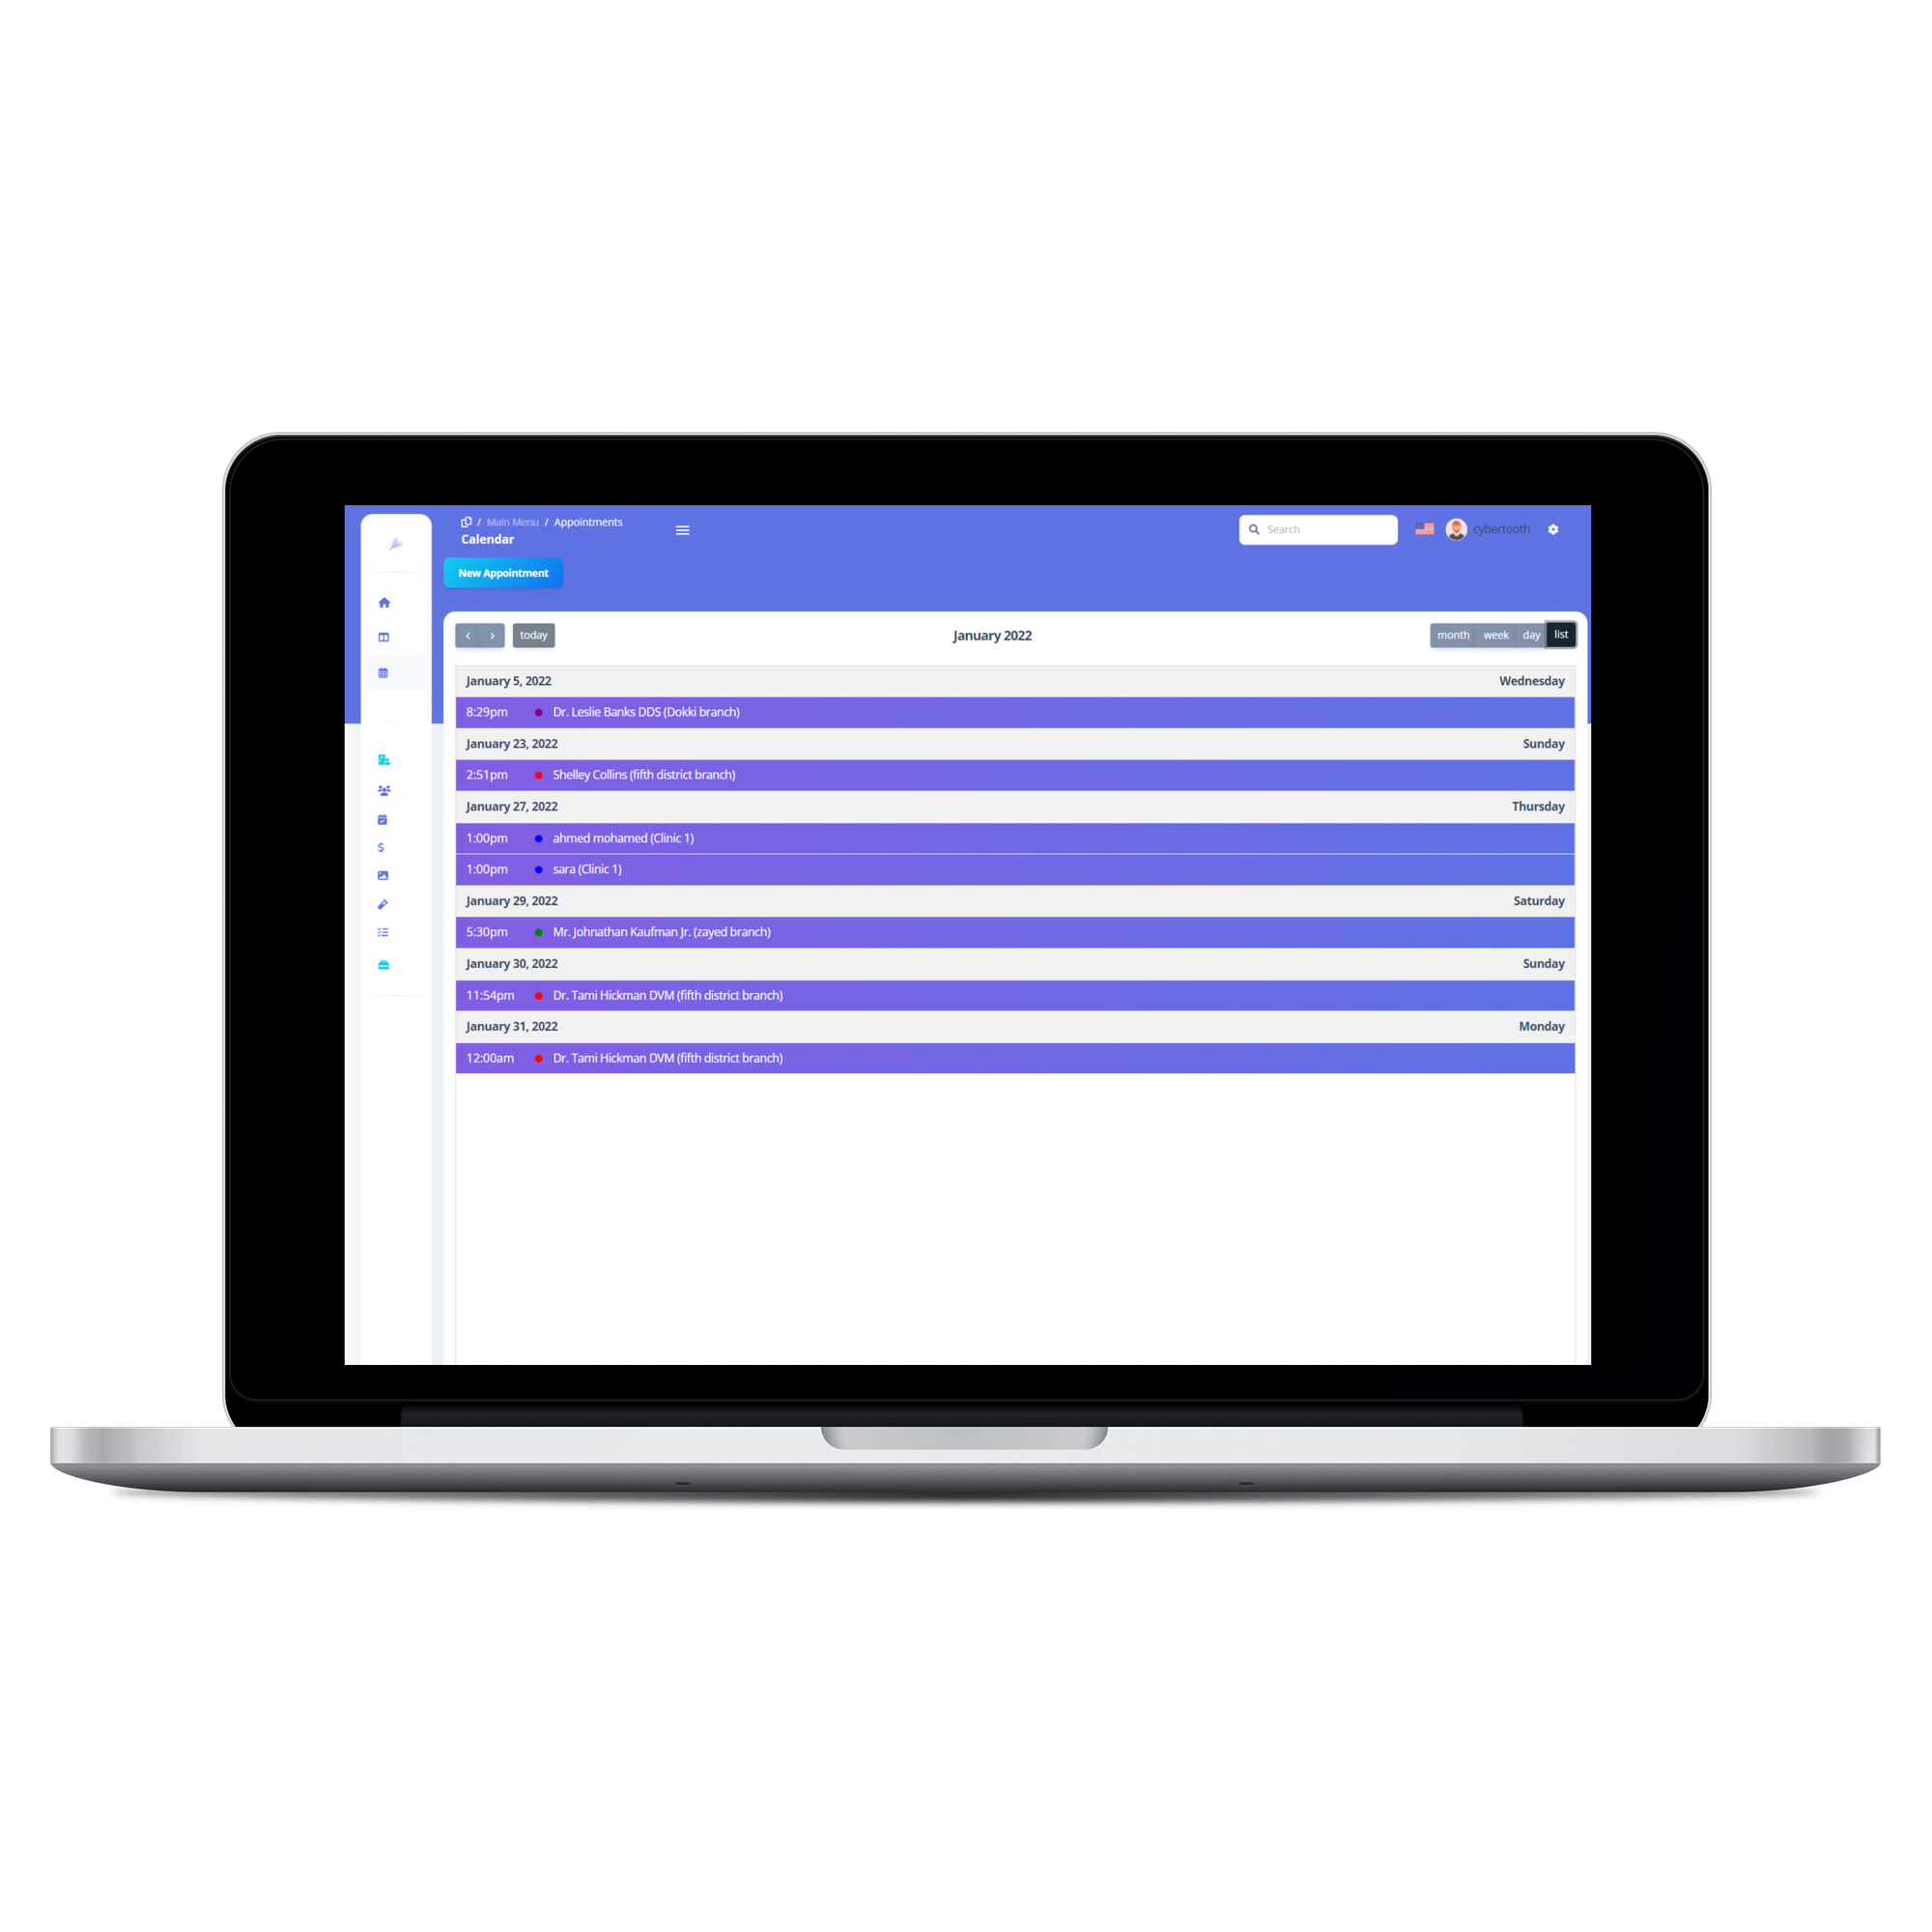 / Main Menu / Appointments
Calendar
Search
cybertooth
New Appointment
< > today
January 2022
month week day list
January 5, 2022 Wednesday
8:29pm Dr. Leslie Banks DDS (Dokki branch)
January 23, 2022 Sunday
2:51pm Shelley Collins (fifth district branch)
January 27, 2022 Thursday
1:00pm ahmed mohamed (Clinic 1)
1:00pm sara (Clinic 1)
January 29, 2022 Saturday
5:30pm Mr. Johnathan Kaufman Jr. (zayed branch)
January 30, 2022 Sunday
11:54pm Dr. Tami Hickman DVM (fifth district branch)
January 31, 2022 Monday
12:00am Dr. Tami Hickman DVM (fifth district branch)